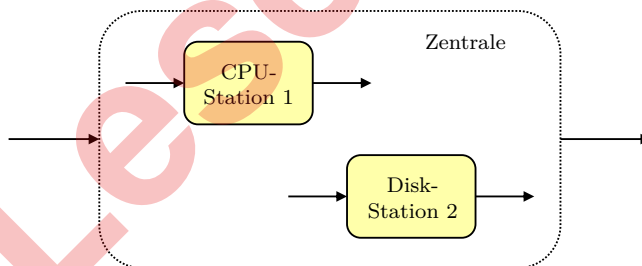 Zentrale
CPU-
Station 1
Disk-
Station 2